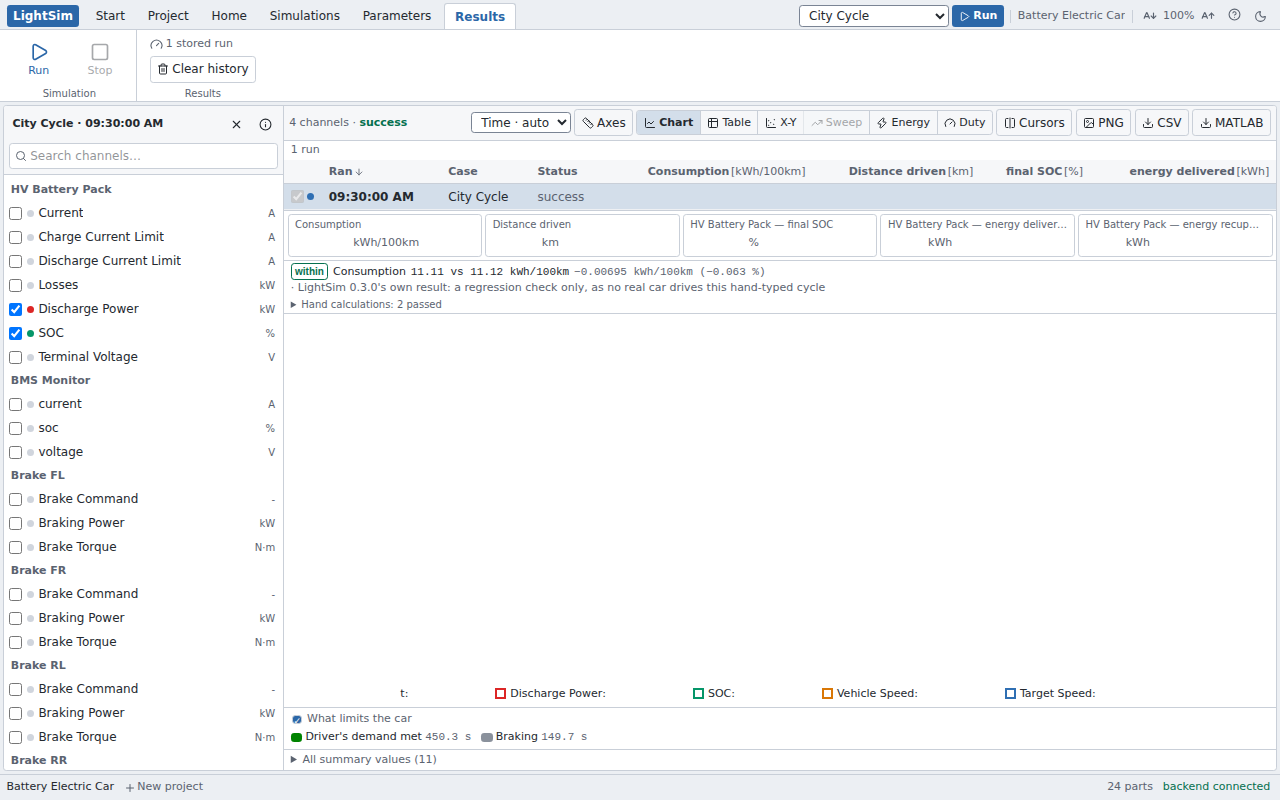 LightSim Start Project Home Simulations Parameters Results City Cycle Run Battery Electric Car 100%
Run Stop 1 stored run
Clear history
Simulation Results
City Cycle · 09:30:00 AM 4 channels · success Time · auto Axes Chart Table X-Y Sweep Energy Duty Cursors PNG CSV MATLAB
Search channels…
1 run
Ran Case Status Consumption [kWh/100km] Distance driven [km] final SOC [%] energy delivered [kWh]
09:30:00 AM City Cycle success
Consumption Distance driven HV Battery Pack — final SOC HV Battery Pack — energy deliver… HV Battery Pack — energy recup…
kWh/100km km % kWh kWh
within Consumption 11.11 vs 11.12 kWh/100km −0.00695 kWh/100km (−0.063 %)
· LightSim 0.3.0's own result: a regression check only, as no real car drives this hand-typed cycle
Hand calculations: 2 passed
HV Battery Pack
Current A
Charge Current Limit A
Discharge Current Limit A
Losses kW
Discharge Power kW
SOC %
Terminal Voltage V
BMS Monitor
current A
soc %
voltage V
Brake FL
Brake Command -
Braking Power kW
Brake Torque N·m
Brake FR
Brake Command -
Braking Power kW
Brake Torque N·m
Brake RL
Brake Command -
Braking Power kW
Brake Torque N·m
Brake RR
t: Discharge Power: SOC: Vehicle Speed: Target Speed:
What limits the car
Driver's demand met 450.3 s Braking 149.7 s
All summary values (11)
Battery Electric Car New project 24 parts backend connected